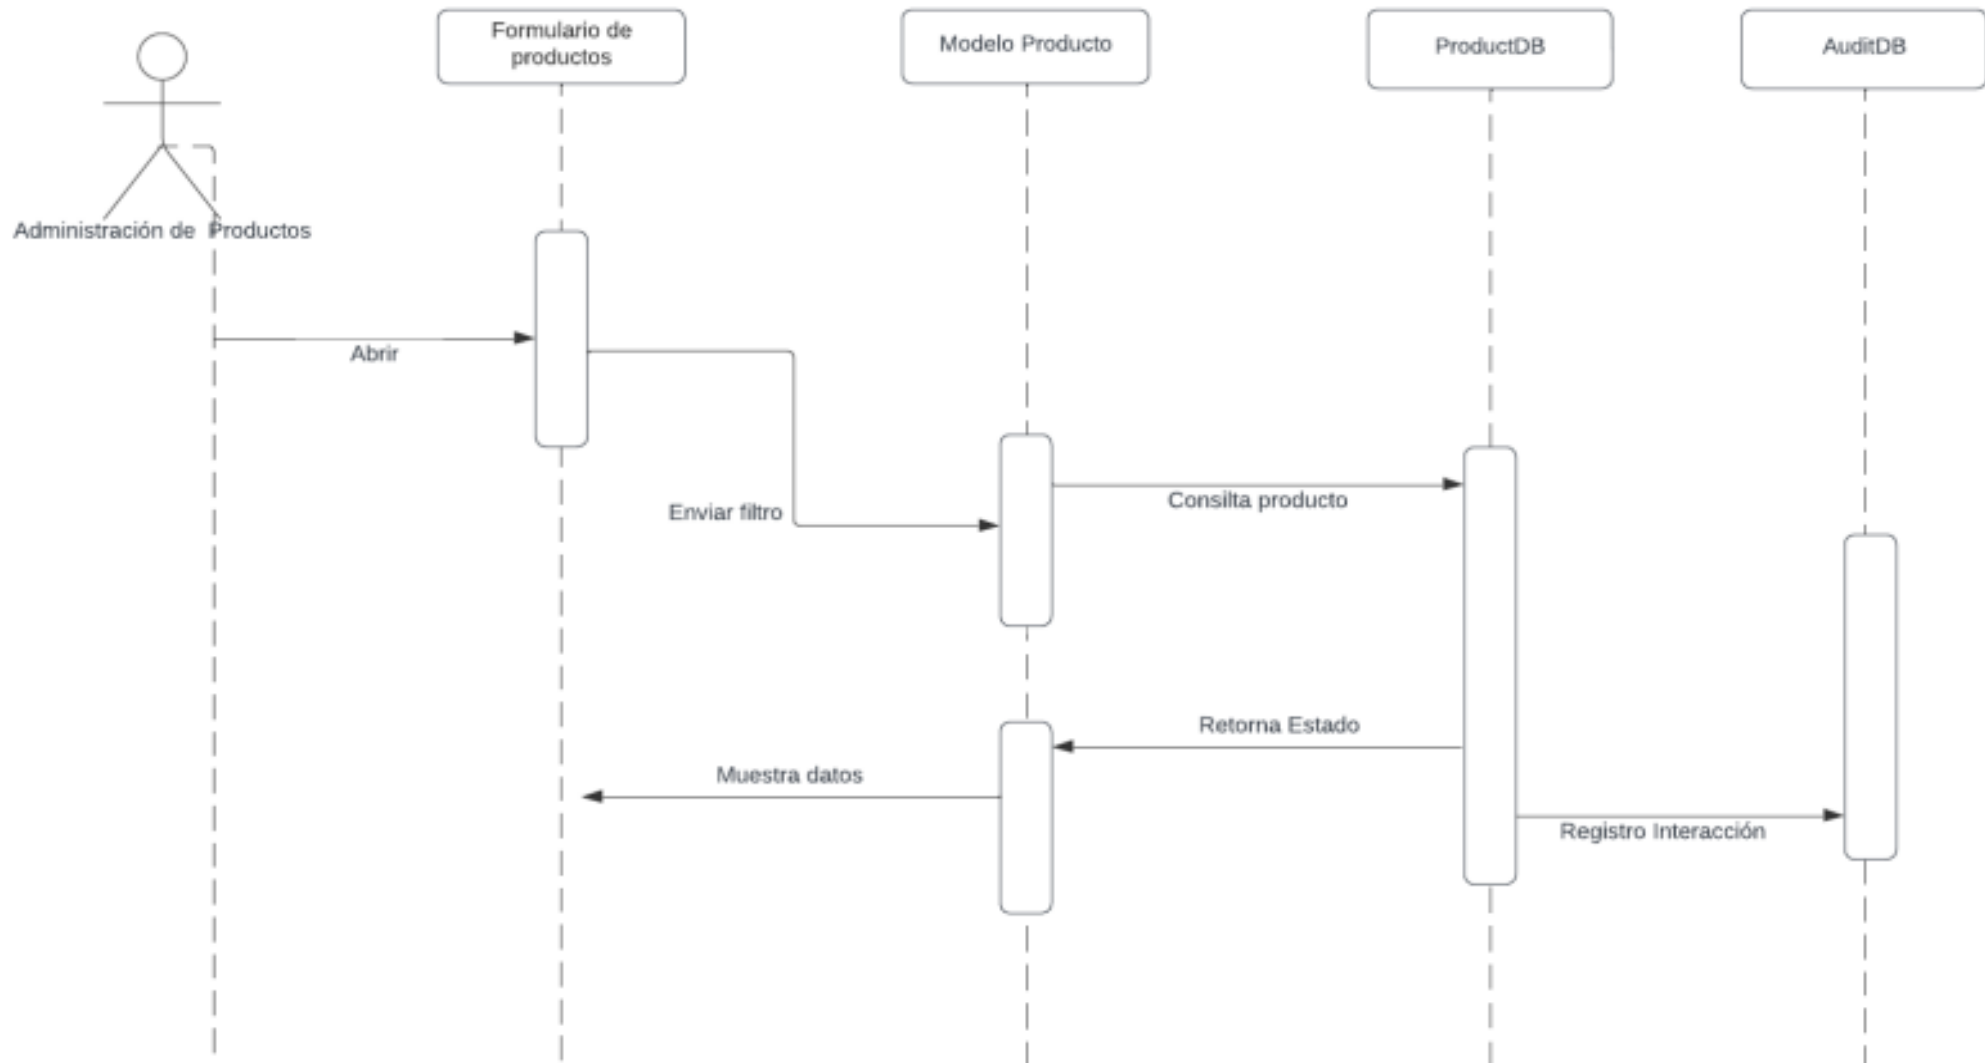 Formulario de
productos
Modelo Producto
ProductDB
AuditDB
Administración de  Productos
Abrir
Enviar filtro
Consilta producto
Retorna Estado
Muestra datos
Registro Interacción